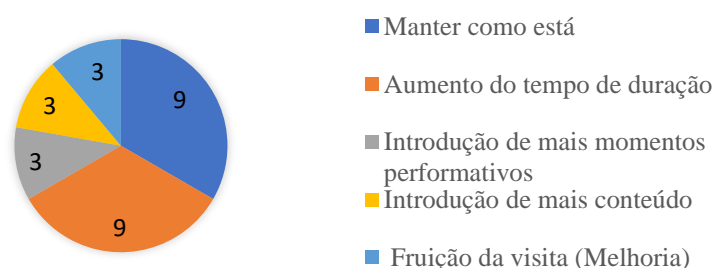 3
9
3
3
9
Manter como está
Aumento do tempo de duração
Introdução de mais momentos
performativos
Introdução de mais conteúdo
Fruição da visita (Melhoria)